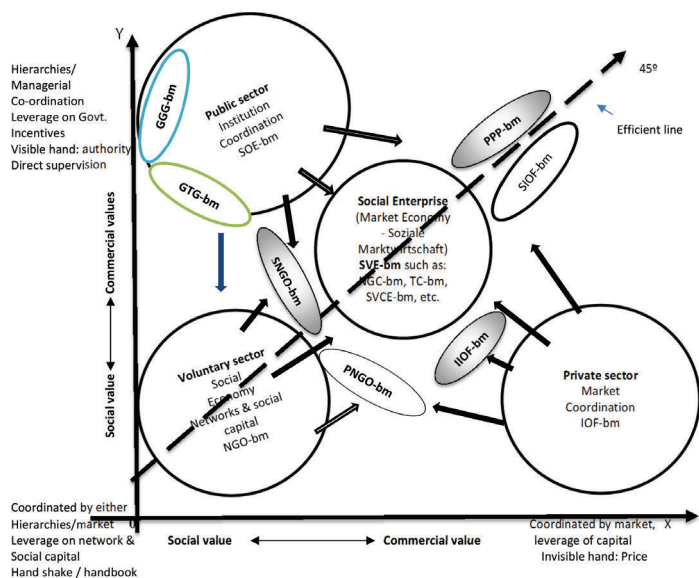 Y
Hierarchies/
Managerial
Co-ordination
Leverage on Govt.
Incentives
Visible hand: authority
Direct supervision
GGG-bm
Public sector
Institution
Coordination
SOE-bm
GTG-bm
PPP-bm
45º
Efficient line
SIOF-bm
Social Enterprise
(Market Economy
- Soziale
Marktwirtschaft)
SVE-bm such as:
NGC-bm, TC-bm,
SVCE-bm, etc.
SNGO-bm
Commercial values
Social value
Voluntary sector
Social
Economy
Networks & social
capital
NGO-bm
PNGO-bm
IIOF-bm
Private sector
Market
Coordination
IOF-bm
Coordinated by either
Hierarchies/market
Leverage on network &
Social capital
Hand shake / handbook
0
Social value
Commercial value
Coordinated by market,
leverage of capital
Invisible hand: Price
X